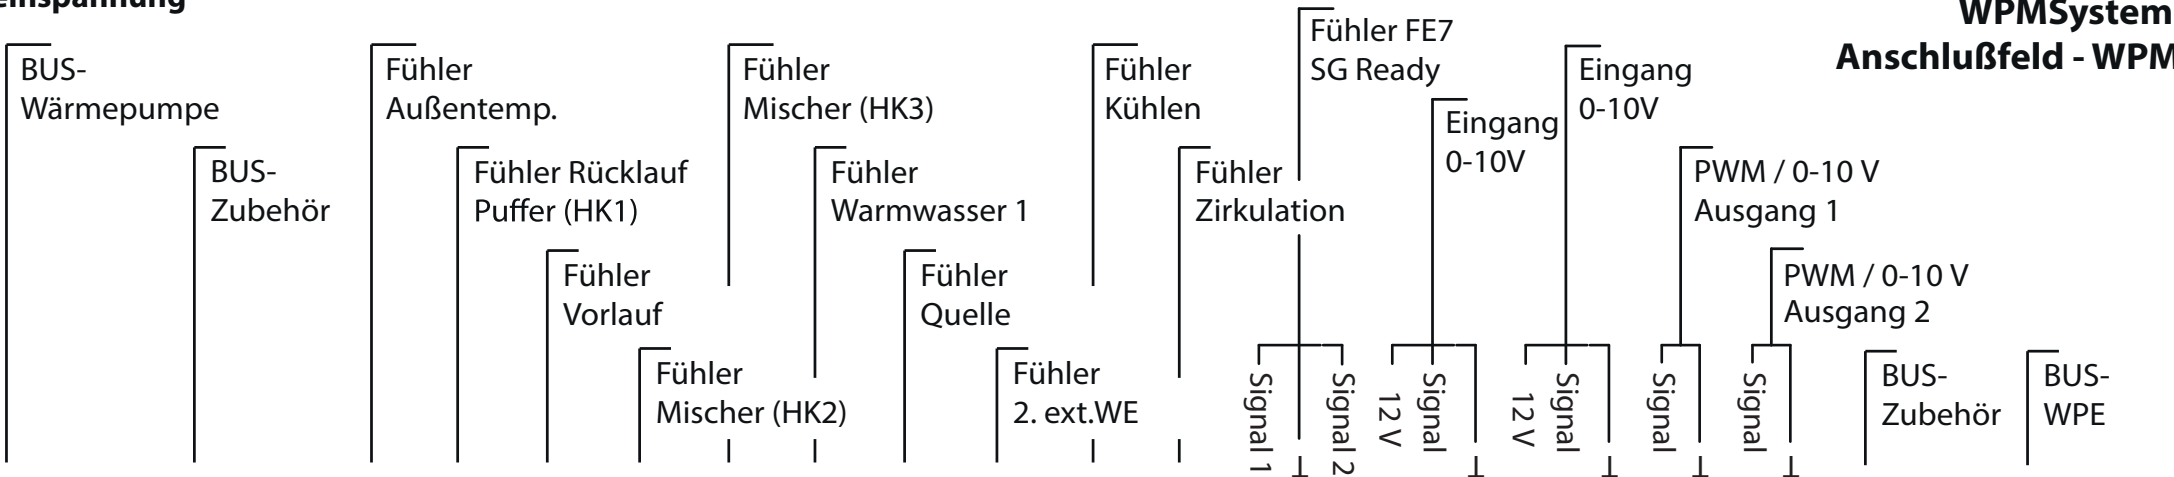 WPMSystem
Anschlußfeld - WPM
BUS-
Wärmepumpe
BUS-
Zubehör
Fühler
Außentemp.
Fühler Rücklauf
Puffer (HK1)
Fühler
Vorlauf
Fühler
Mischer (HK2)
Fühler
Mischer (HK3)
Fühler
Warmwasser 1
Fühler
Quelle
Fühler
2. ext.WE
Fühler
Kühlen
Fühler
Zirkulation
Fühler FE7
SG Ready
Signal 1
⊥
Signal 2
Eingang
0-10V
12 V
Signal
⊥
Eingang
0-10V
12 V
Signal
⊥
PWM / 0-10 V
Ausgang 1
Signal
⊥
PWM / 0-10 V
Ausgang 2
Signal
⊥
BUS-
Zubehör
BUS-
WPE